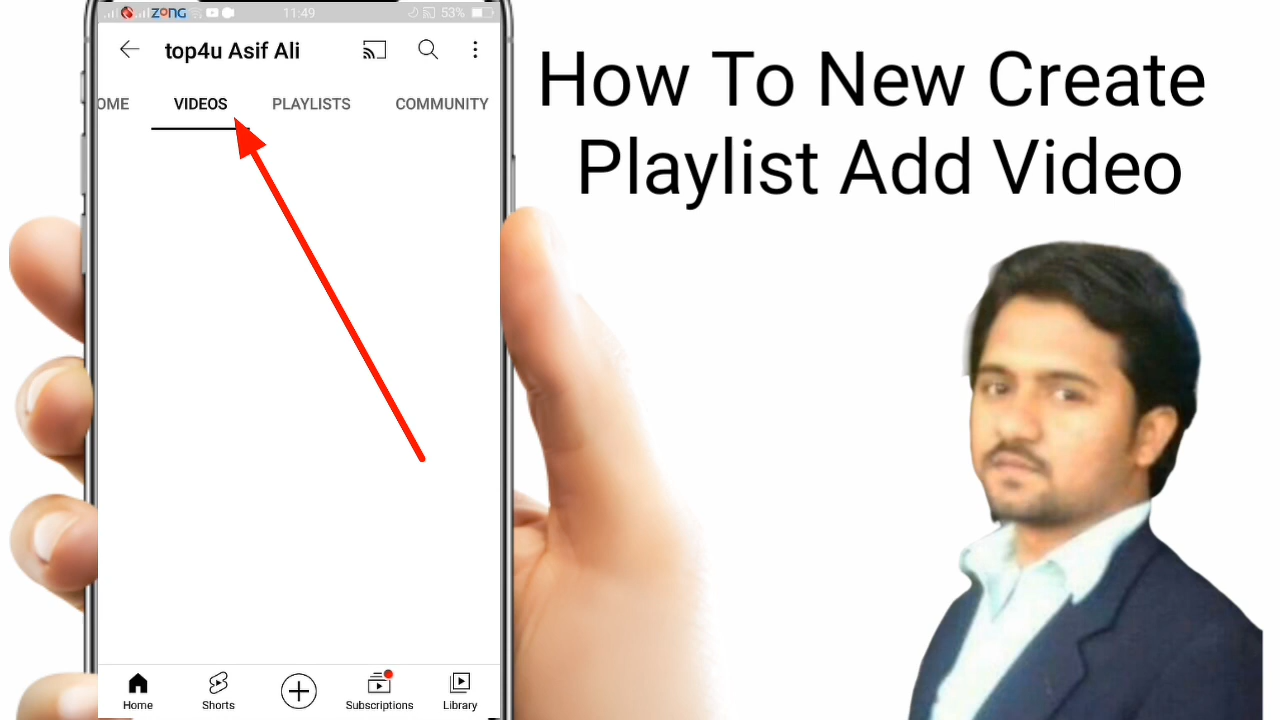 ZONG 11:49 53%
top4u Asif Ali
OME VIDEOS PLAYLISTS COMMUNITY
How To New Create
Playlist Add Video
Home Shorts Subscriptions Library